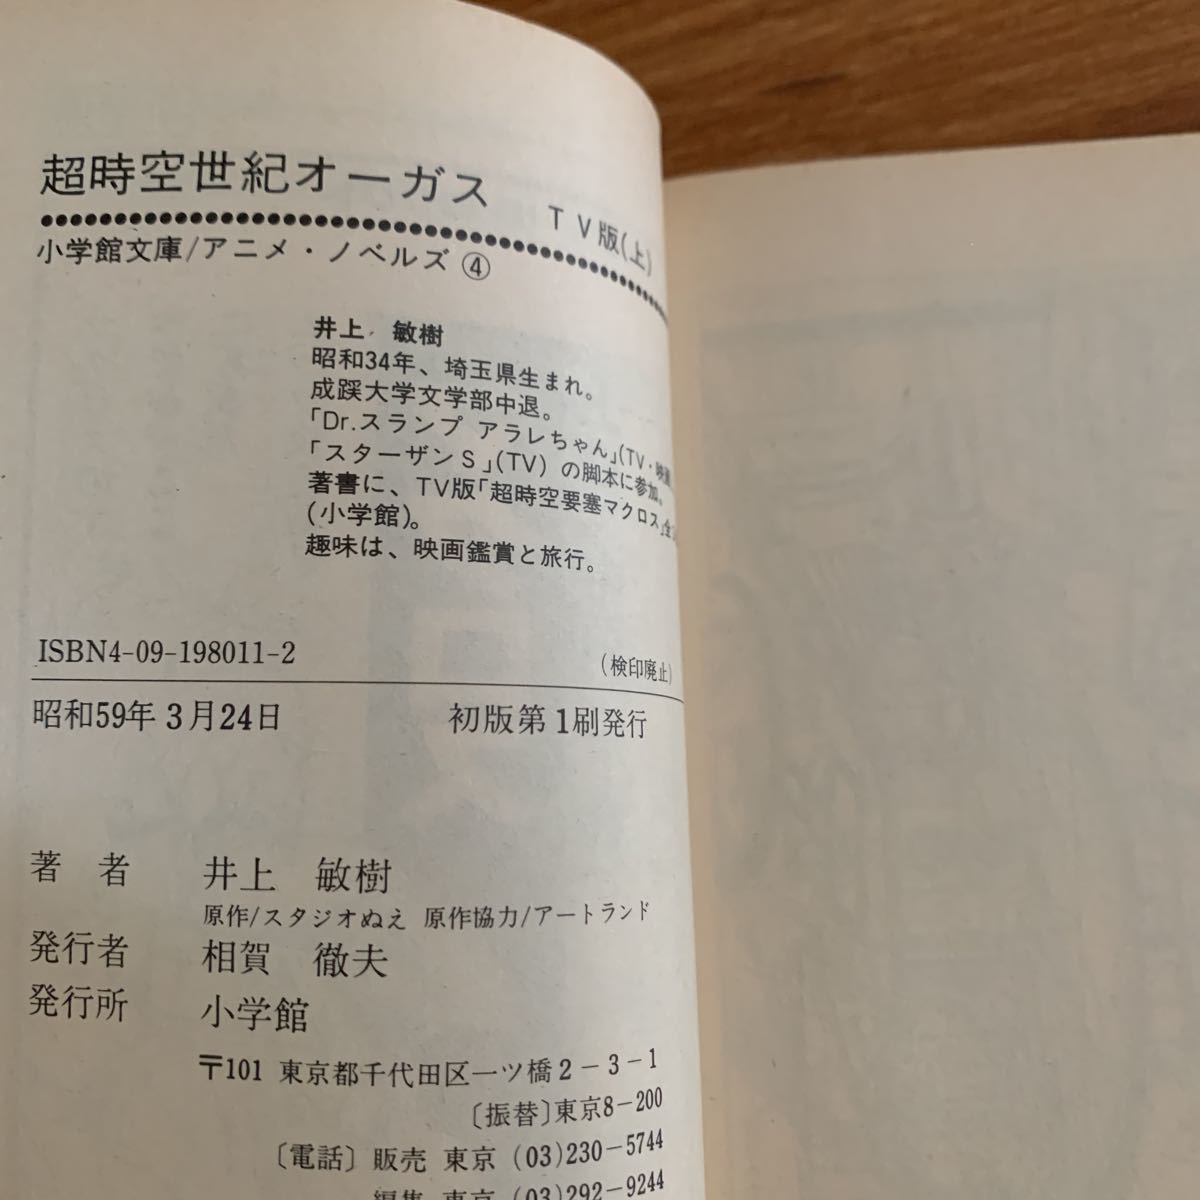 超時空世紀オーガス TV版(上)
小学館文庫/アニメ・ノベルズ④
井上 敏樹
昭和34年、埼玉県生まれ。
成蹊大学文学部中退。
「Dr.スランプ アラレちゃん」(TV・映画
「スターザンS」(TV)の脚本に参加。
著書に、TV版「超時空要塞マクロス」全
(小学館)。
趣味は、映画鑑賞と旅行。
ISBN4-09-198011-2
(検印廃止)
昭和59年3月24日 初版第1刷発行
著者 井上 敏樹
原作/スタジオぬえ 原作協力/アートランド
発行者 相賀 徹夫
発行所 小学館
〒101 東京都千代田区一ツ橋2-3-1
〔振替〕東京8-200
〔電話〕販売 東京 (03)230-5744
編集 東京 (03)292-9244